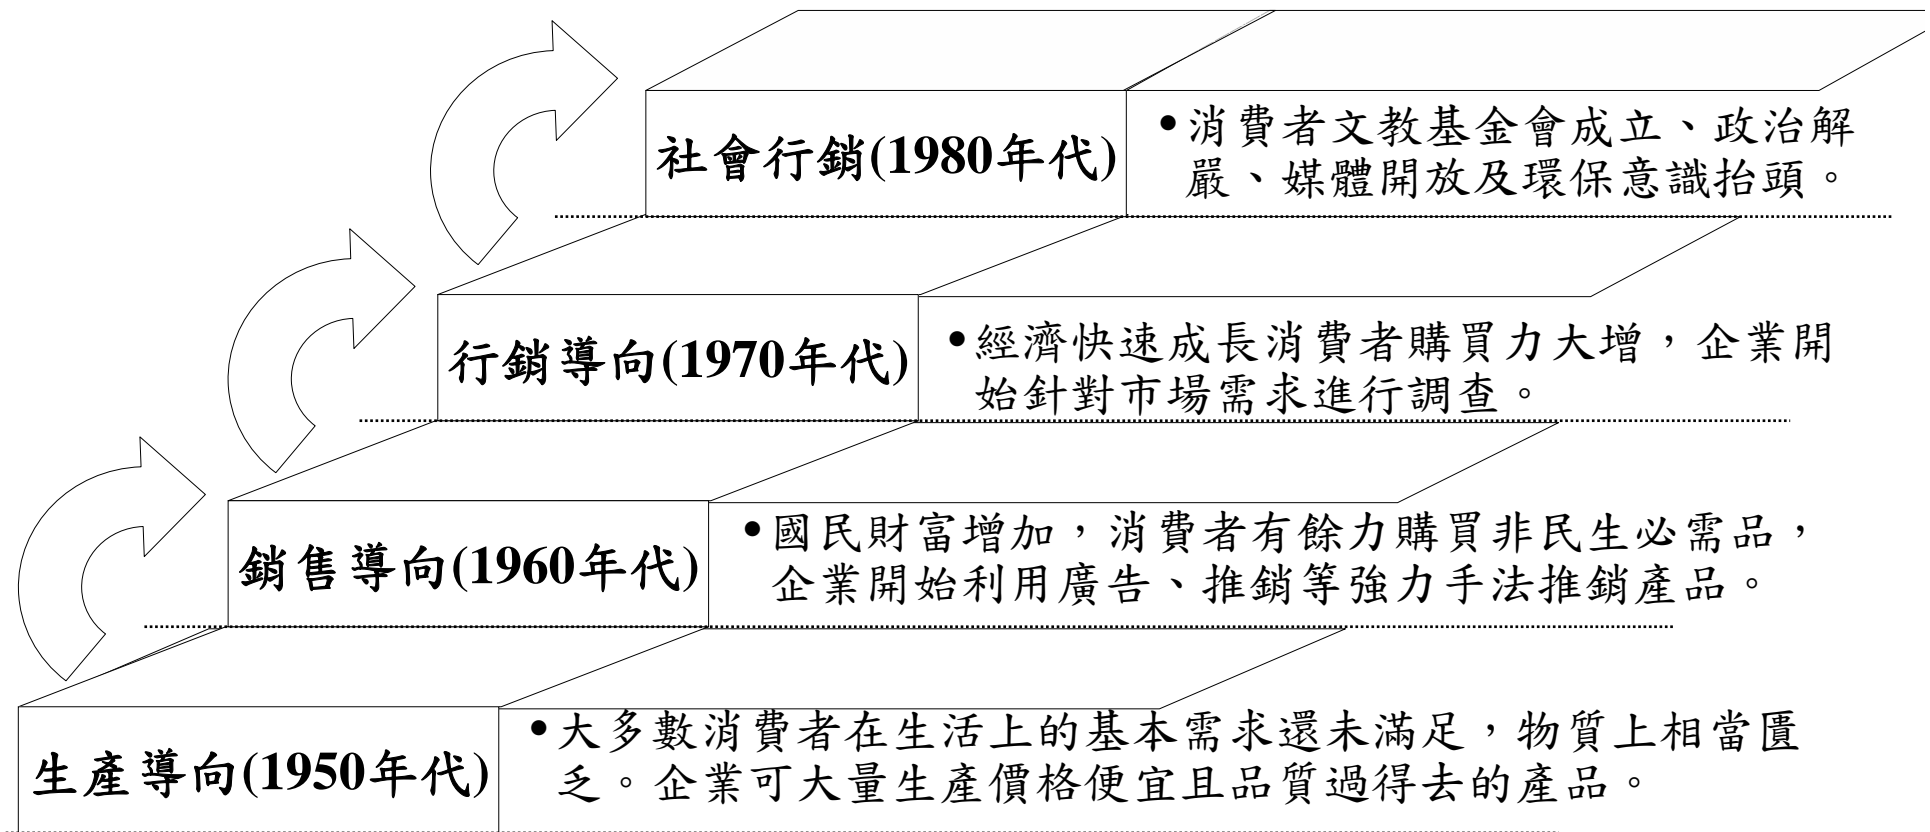 社會行銷(1980年代)
•消費者文教基金會成立、政治解
嚴、媒體開放及環保意識抬頭。
行銷導向(1970年代)
•經濟快速成長消費者購買力大增，企業開
始針對市場需求進行調查。
銷售導向(1960年代)
•國民財富增加，消費者有餘力購買非民生必需品，
企業開始利用廣告、推銷等強力手法推銷產品。
生產導向(1950年代)
•大多數消費者在生活上的基本需求還未滿足，物質上相當匱
乏。企業可大量生產價格便宜且品質過得去的產品。